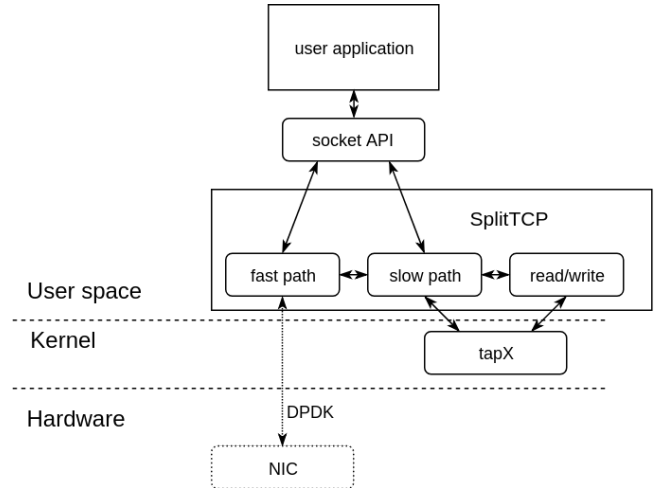 user application
socket API
SplitTCP
fast path
slow path
read/write
User space
Kernel
tapX
Hardware
DPDK
NIC